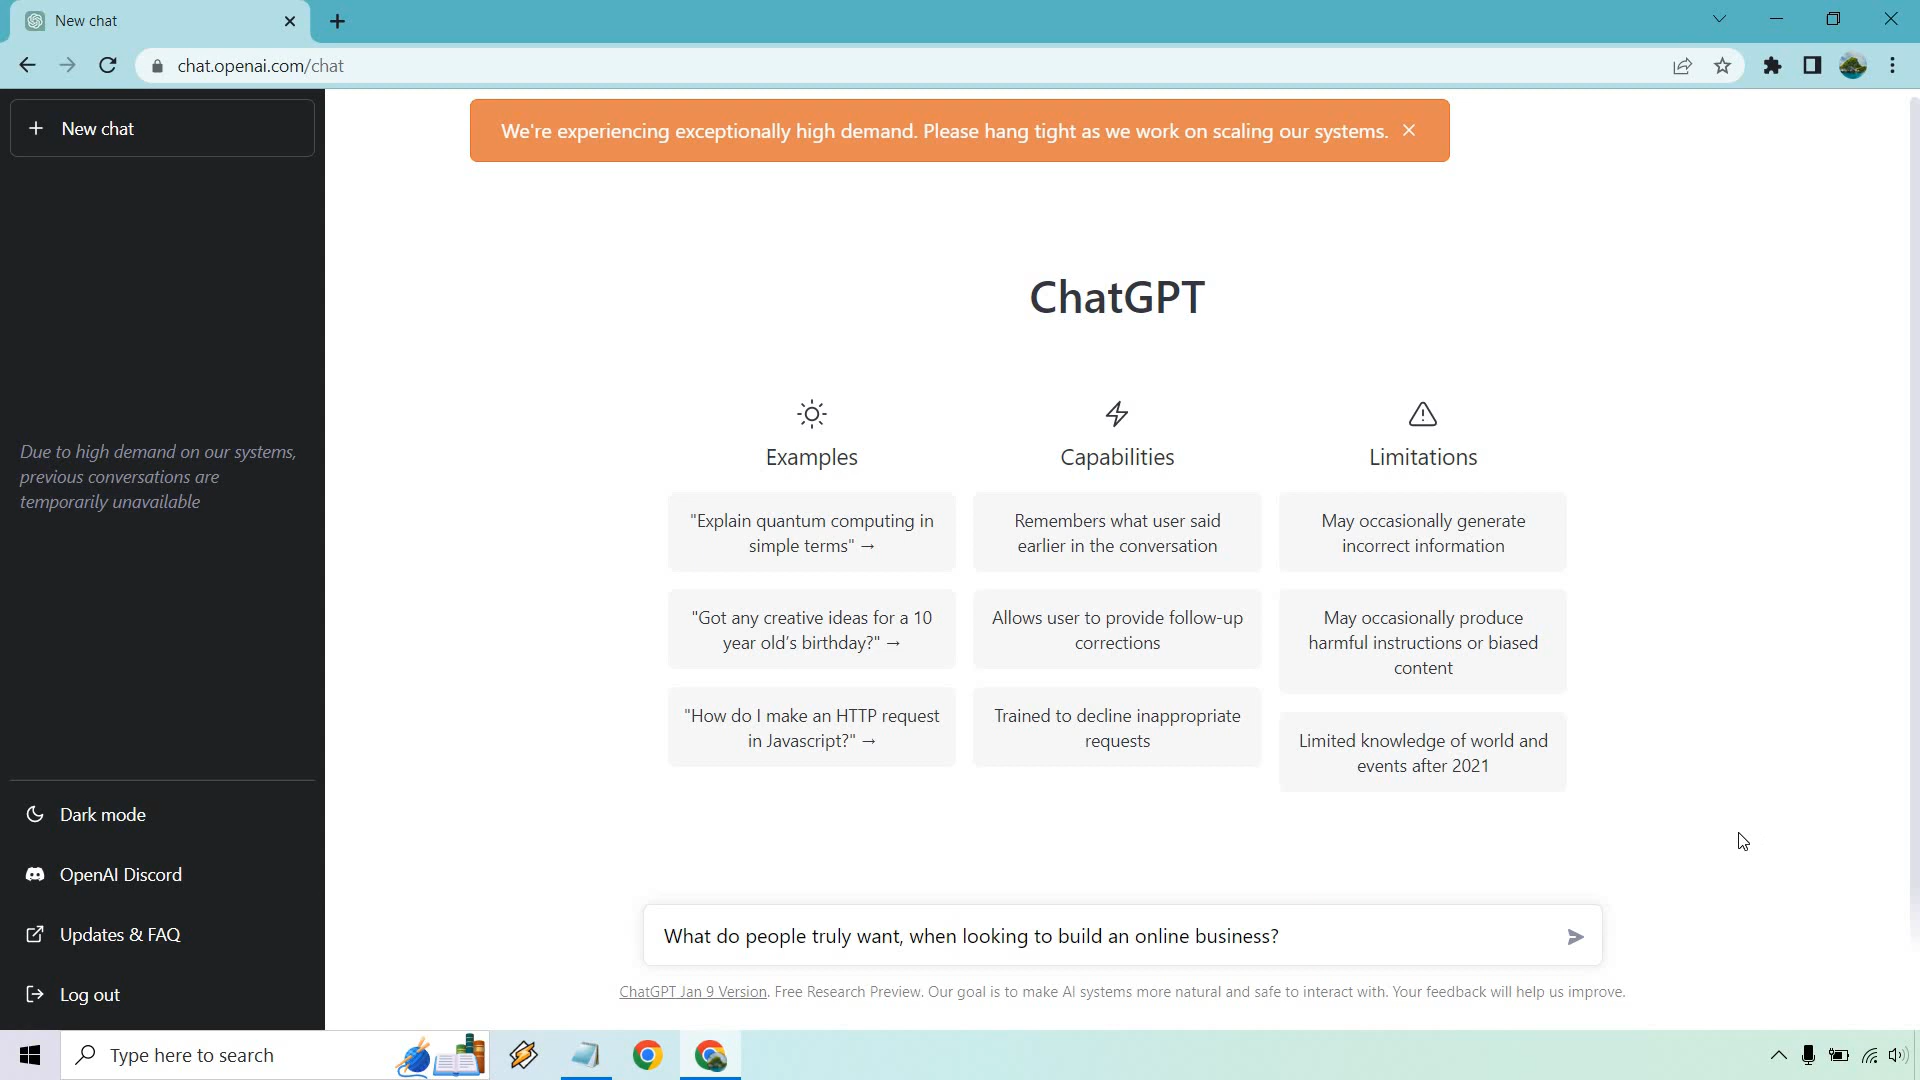 New chat
chat.openai.com/chat
New chat
Due to high demand on our systems,
previous conversations are
temporarily unavailable
Dark mode
OpenAI Discord
Updates & FAQ
Log out
We're experiencing exceptionally high demand. Please hang tight as we work on scaling our systems.
ChatGPT
Examples
"Explain quantum computing in
simple terms" →
"Got any creative ideas for a 10
year old's birthday?" →
"How do I make an HTTP request
in Javascript?" →
Capabilities
Remembers what user said
earlier in the conversation
Allows user to provide follow-up
corrections
Trained to decline inappropriate
requests
Limitations
May occasionally generate
incorrect information
May occasionally produce
harmful instructions or biased
content
Limited knowledge of world and
events after 2021
What do people truly want, when looking to build an online business?
ChatGPT Jan 9 Version. Free Research Preview. Our goal is to make AI systems more natural and safe to interact with. Your feedback will help us improve.
Type here to search